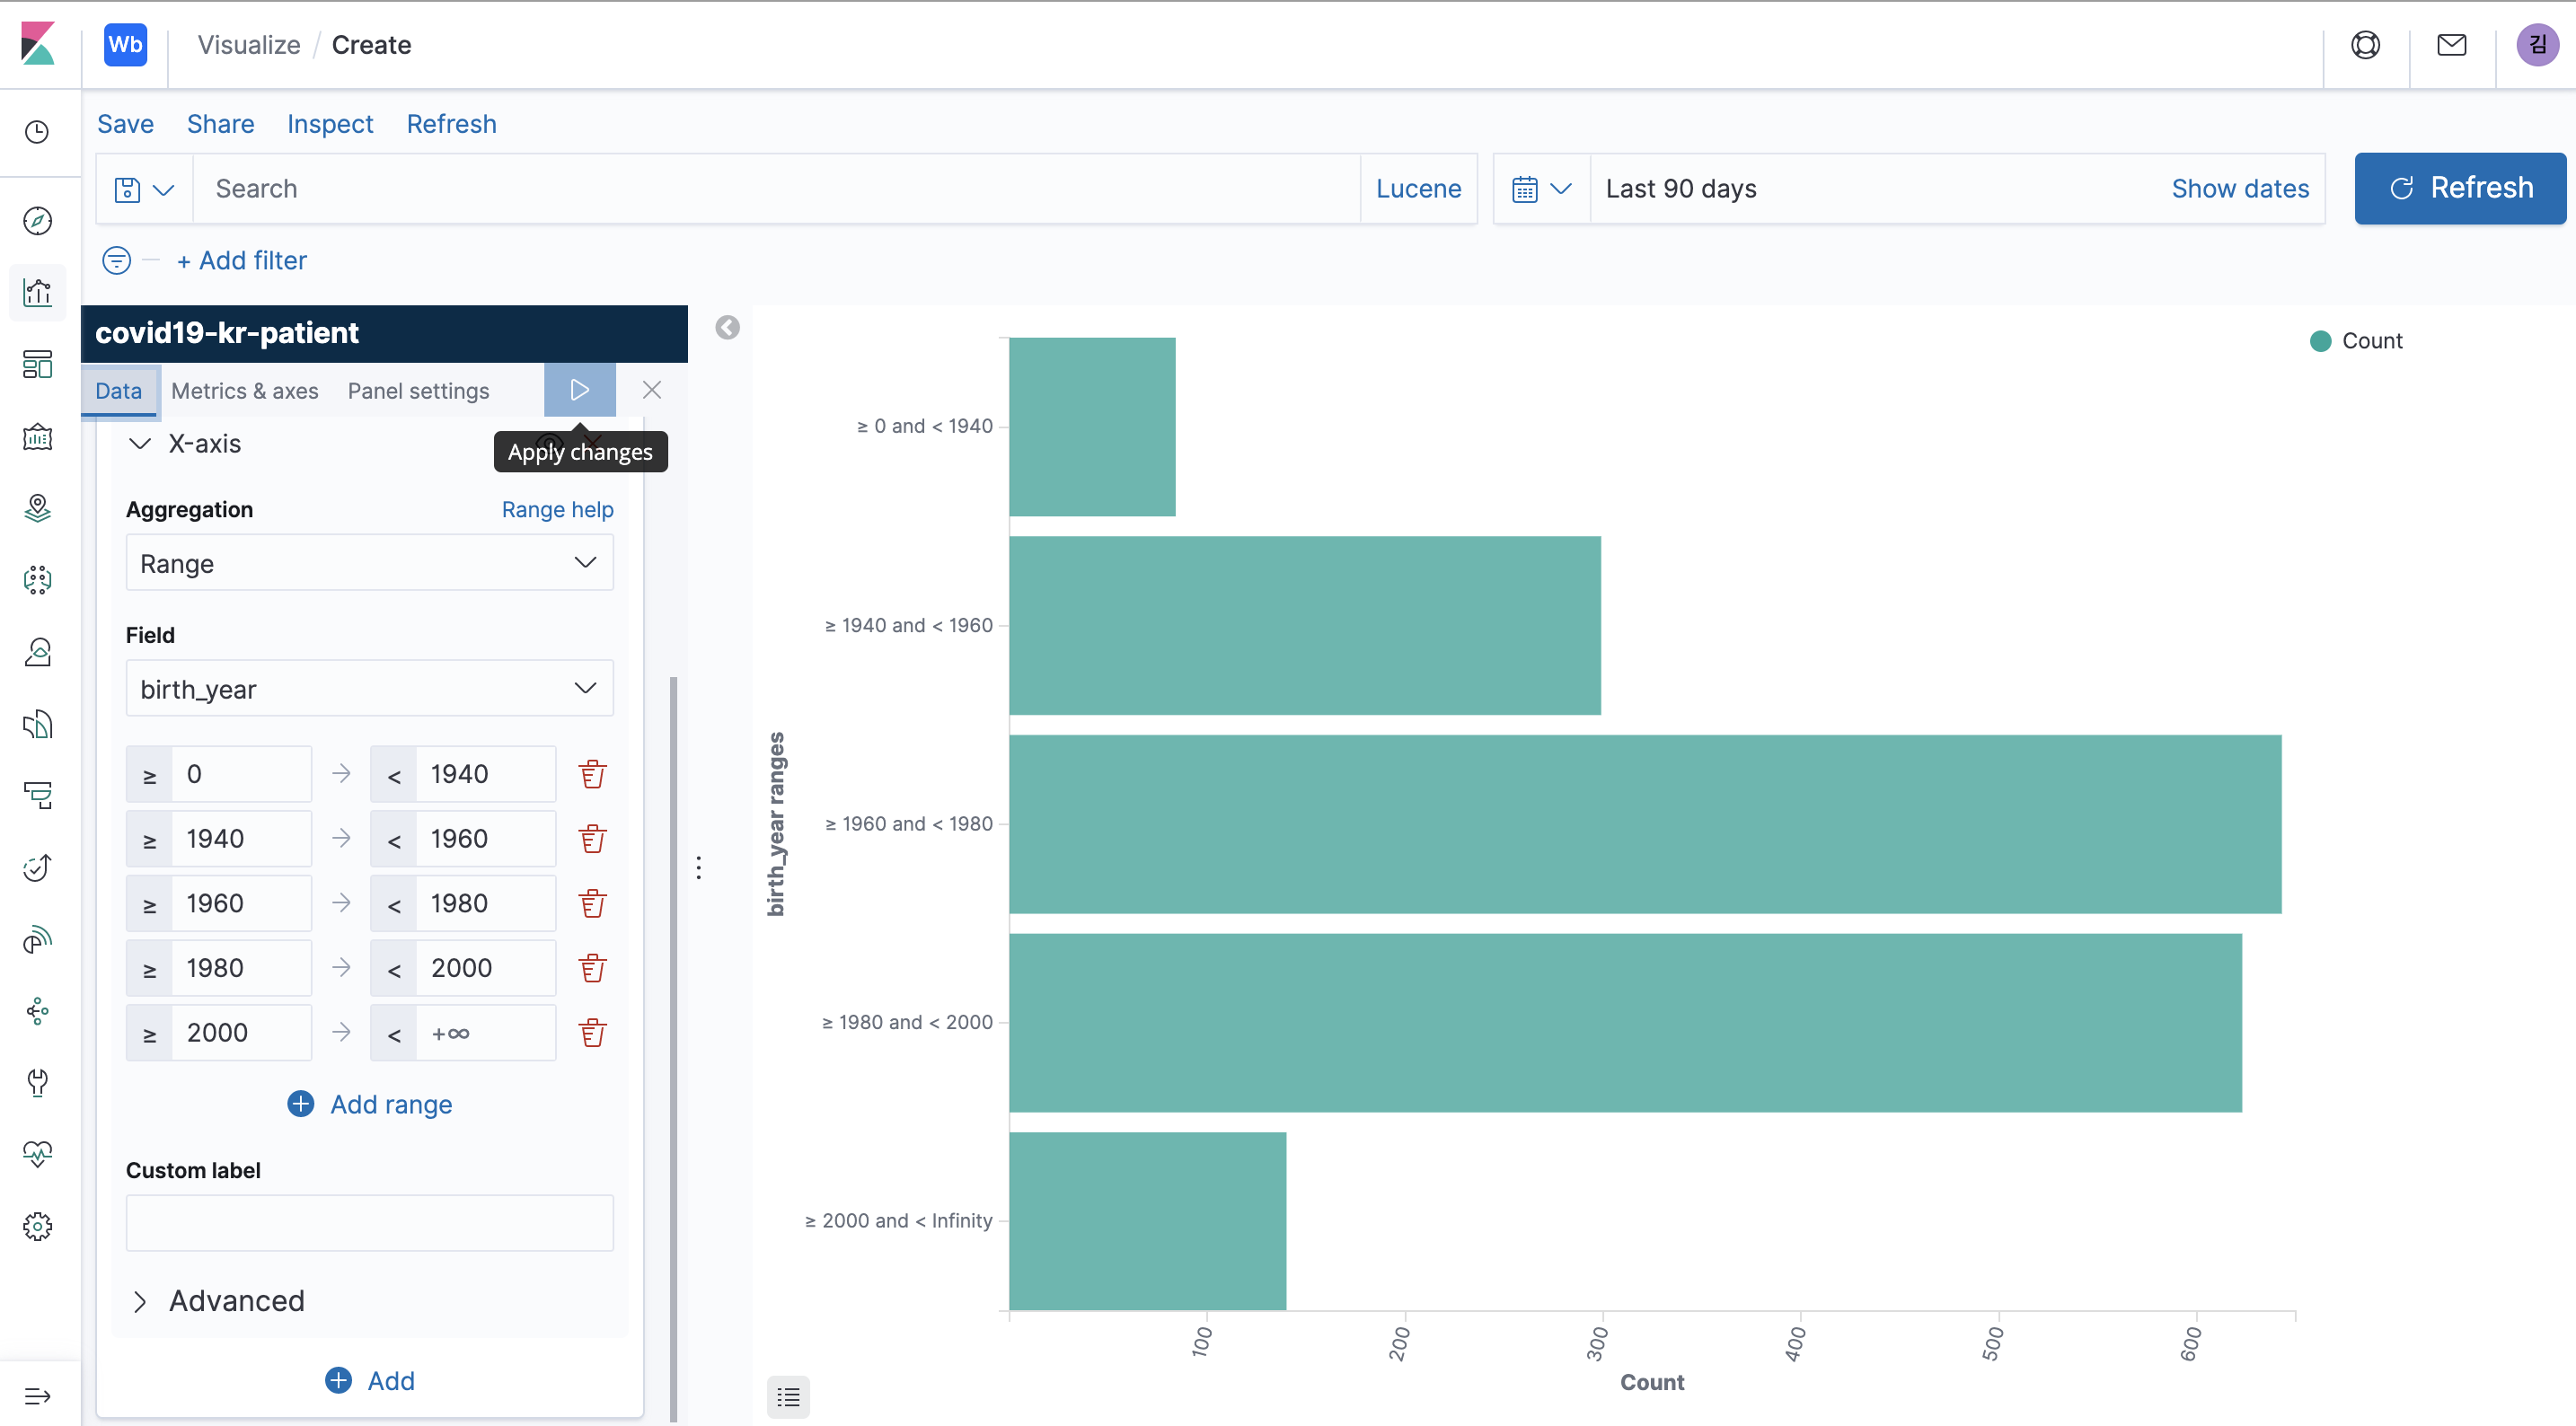 Wb
Visualize / Create
김
Save Share Inspect Refresh
Search
Lucene
Last 90 days
Show dates
Refresh
+ Add filter
covid19-kr-patient
Data Metrics & axes Panel settings
X-axis
Apply changes
Aggregation
Range help
Range
Field
birth_year
≥ 0 → < 1940
≥ 1940 → < 1960
≥ 1960 → < 1980
≥ 1980 → < 2000
≥ 2000 → < +∞
Add range
Custom label
Advanced
Add
Count
birth_year ranges
≥ 0 and < 1940
≥ 1940 and < 1960
≥ 1960 and < 1980
≥ 1980 and < 2000
≥ 2000 and < Infinity
100 200 300 400 500 600
Count